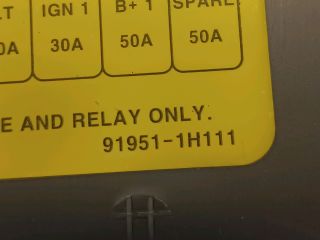 IGN 1 B+ 1 SPARE
30A 50A 50A
E AND RELAY ONLY.
91951-1H111